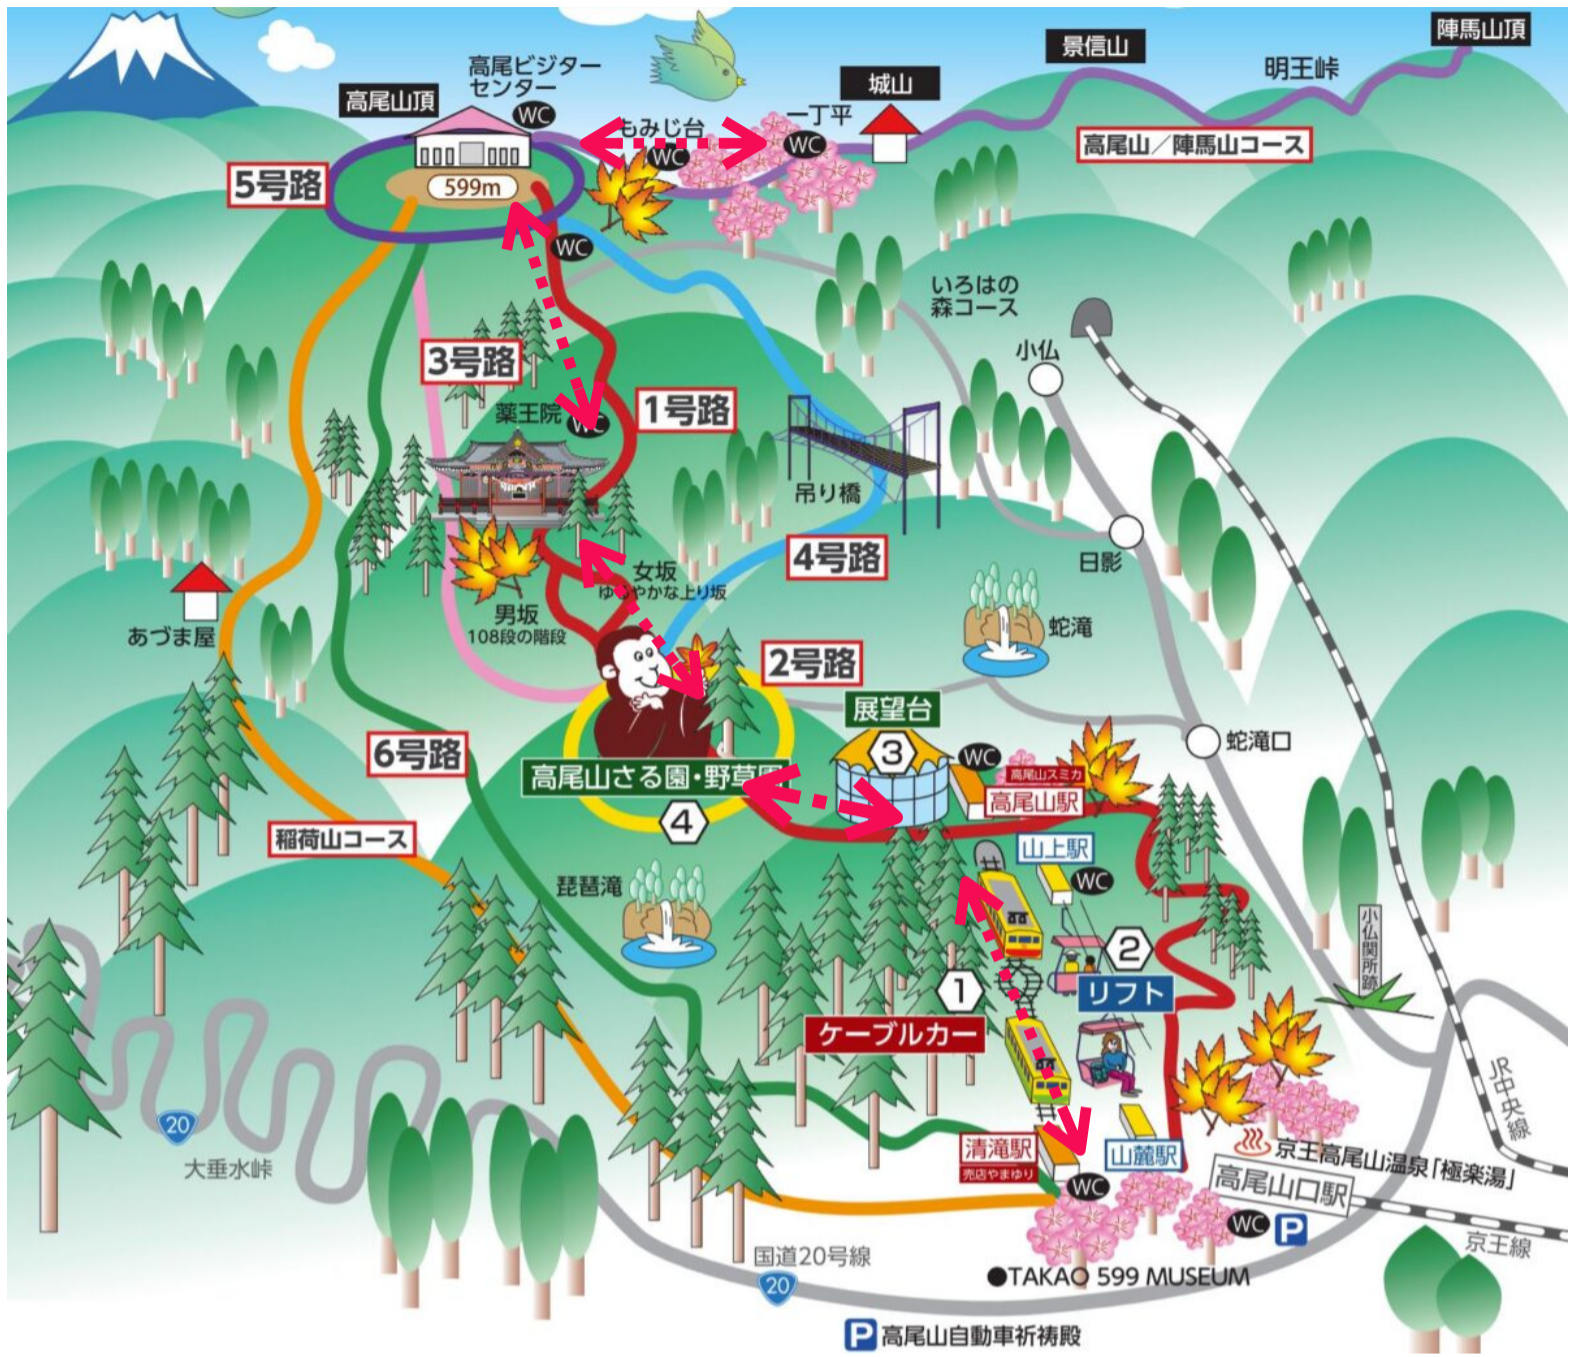 陣馬山頂
景信山
明王峠
高尾ビジター
センター
WC
高尾山頂
城山
一丁平
もみじ台
WC
WC
高尾山/陣馬山コース
5号路
599m
WC
いろはの
森コース
小仏
3号路
1号路
薬王院
WC
吊り橋
4号路
日影
女坂
ゆるやかな上り坂
男坂
108段の階段
あづま屋
蛇滝
2号路
展望台
3
WC
蛇滝口
6号路
高尾山さる園・野草園
高尾山スミカ
高尾山駅
4
稲荷山コース
山上駅
WC
琵琶滝
小仏関所跡
2
リフト
1
ケーブルカー
JR中央線
20
大垂水峠
清滝駅
売店やまゆり
山麓駅
WC
京王高尾山温泉「極楽湯」
高尾山口駅
WC
P
京王線
国道20号線
20
●TAKAO 599 MUSEUM
P 高尾山自動車祈祷殿